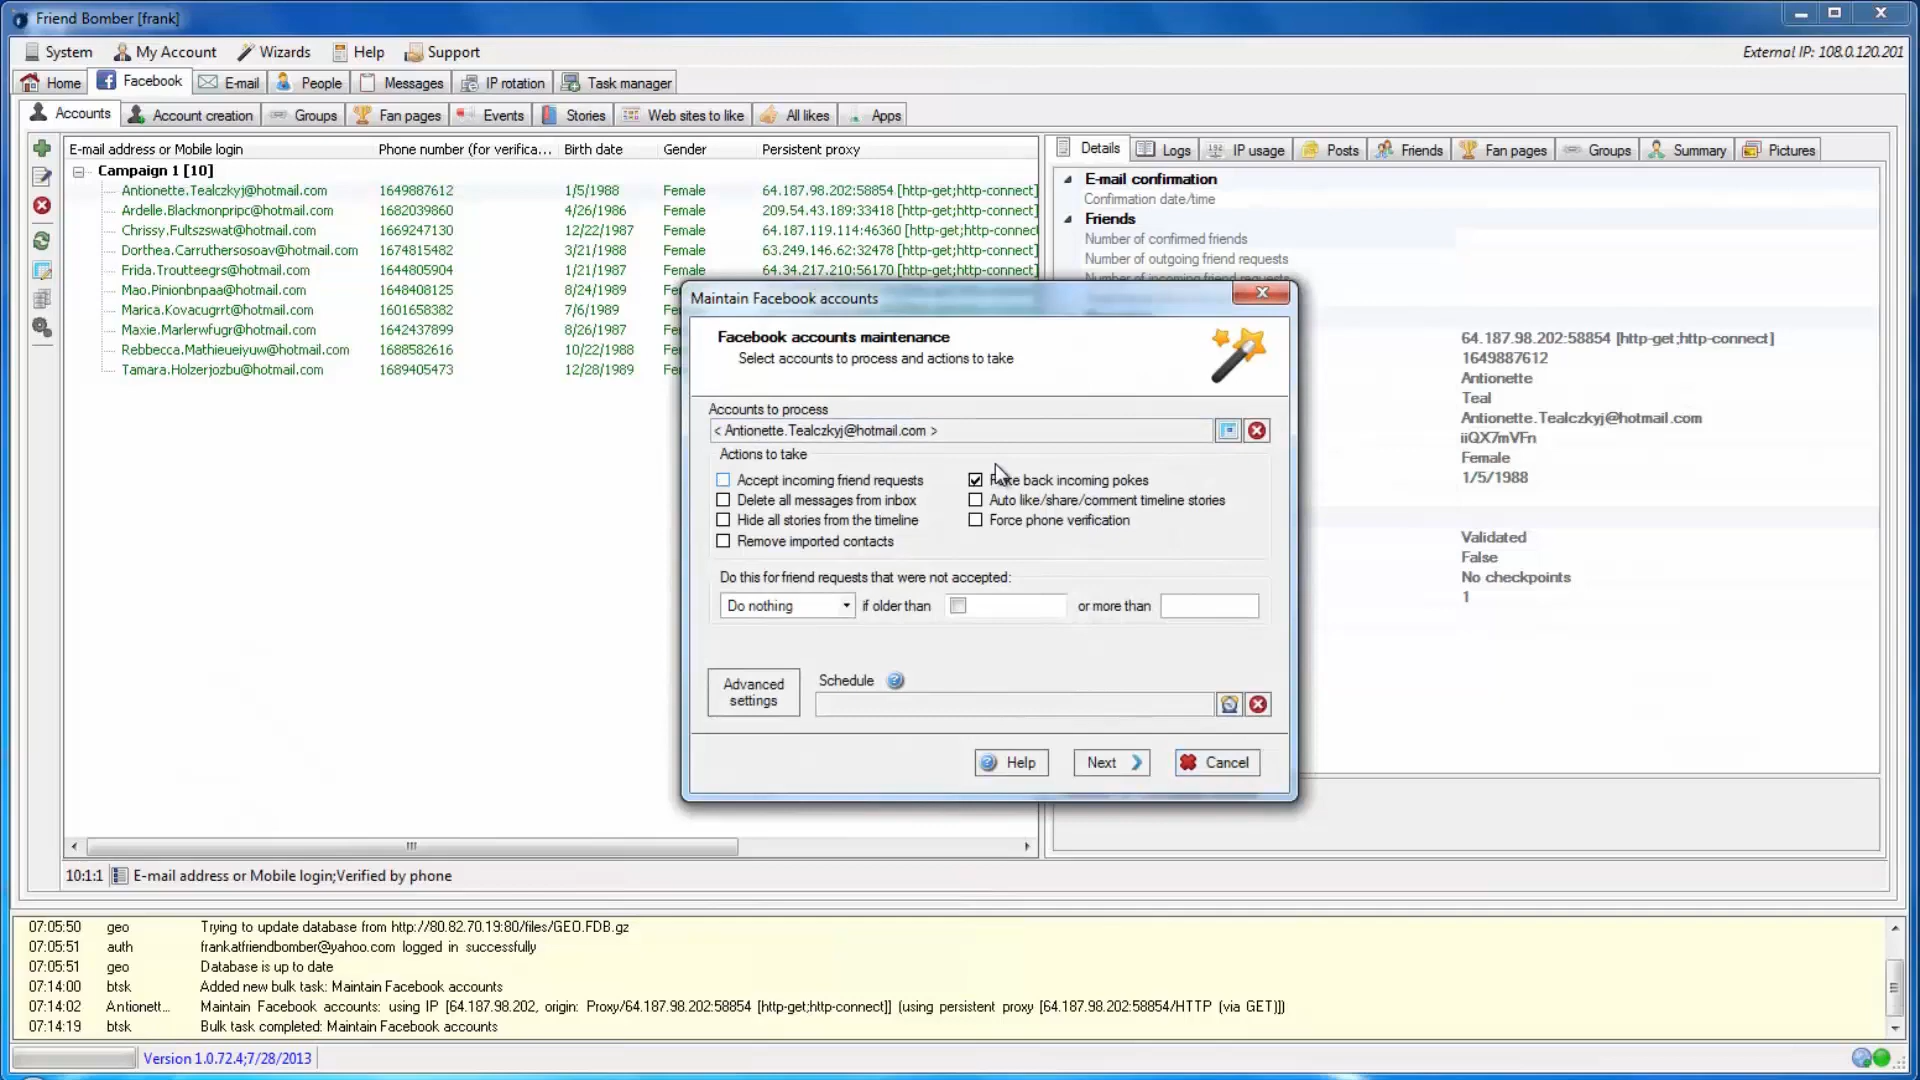 Friend Bomber [frank]
System My Account Wizards Help Support External IP: 108.0.120.201
Home Facebook E-mail People Messages IP rotation Task manager
Accounts Account creation Groups Fan pages Events Stories Web sites to like All likes Apps
E-mail address or Mobile login Phone number (for verifica... Birth date Gender Persistent proxy
Campaign 1 [10]
Antionette.Tealczkyj@hotmail.com 1649887612 1/5/1988 Female 64.187.98.202:58854 [http-get;http-connect]
Ardelle.Blackmonpripc@hotmail.com 1682039860 4/26/1986 Female 209.54.43.189:33418 [http-get;http-connect]
Chrissy.Fultszswat@hotmail.com 1669247130 12/22/1987 Female 64.187.119.114:46360 [http-get;http-connect
Dorthea.Carruthersosoav@hotmail.com 1674815482 3/21/1988 Female 63.249.146.62:32478 [http-get;http-connect]
Frida.Troutteegrs@hotmail.com 1644805904 1/21/1987 Female 64.34.217.210:56170 [http-get;http-connect]
Mao.Pinionbnpaa@hotmail.com 1648408125 8/24/1989
Marica.Kovacugrrt@hotmail.com 1601658382 7/6/1989
Maxie.Marlerwfugr@hotmail.com 1642437899 8/26/1987
Rebbecca.Mathieueiyuw@hotmail.com 1688582616 10/22/1988
Tamara.Holzerjozbu@hotmail.com 1689405473 12/28/1989
10:1:1 E-mail address or Mobile login;Verified by phone
Details Logs IP usage Posts Friends Fan pages Groups Summary Pictures
E-mail confirmation
Confirmation date/time
Friends
Number of confirmed friends
Number of outgoing friend requests
Number of incoming friend requests
64.187.98.202:58854 [http-get;http-connect]
1649887612
Antionette
Teal
Antionette.Tealczkyj@hotmail.com
iiQX7mVFn
Female
1/5/1988
Validated
False
No checkpoints
1
Maintain Facebook accounts
Facebook accounts maintenance
Select accounts to process and actions to take
Accounts to process
< Antionette.Tealczkyj@hotmail.com >
Actions to take
Accept incoming friend requests
Delete all messages from inbox
Hide all stories from the timeline
Remove imported contacts
back incoming pokes
Auto like/share/comment timeline stories
Force phone verification
Do this for friend requests that were not accepted:
Do nothing if older than or more than
Advanced settings
Schedule
Help Next Cancel
07:05:50 geo Trying to update database from http://80.82.70.19:80/files/GEO.FDB.gz
07:05:51 auth frankatfriendbomber@yahoo.com logged in successfully
07:05:51 geo Database is up to date
07:14:00 btsk Added new bulk task: Maintain Facebook accounts
07:14:02 Antionett... Maintain Facebook accounts: using IP [64.187.98.202, origin: Proxy/64.187.98.202:58854 [http-get;http-connect]] (using persistent proxy [64.187.98.202:58854/HTTP (via GET)])
07:14:19 btsk Bulk task completed: Maintain Facebook accounts
Version 1.0.72.4;7/28/2013